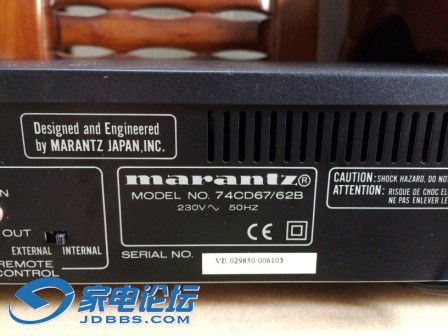 Designed and Engineered
by MARANTZ JAPAN, INC.
marantz®
MODEL NO. 74CD67/62B
230V～ 50HZ
CE
SERIAL NO.
VE 029850 006103
CAUTION: SHOCK HAZARD, DO NO
ATTENTION: RISQUE DE CHOC EL
NE PAS ENLEVER L
OUT
EXTERNAL INTERNAL
REMOTE
CONTROL
家电论坛
JDBBS.COM